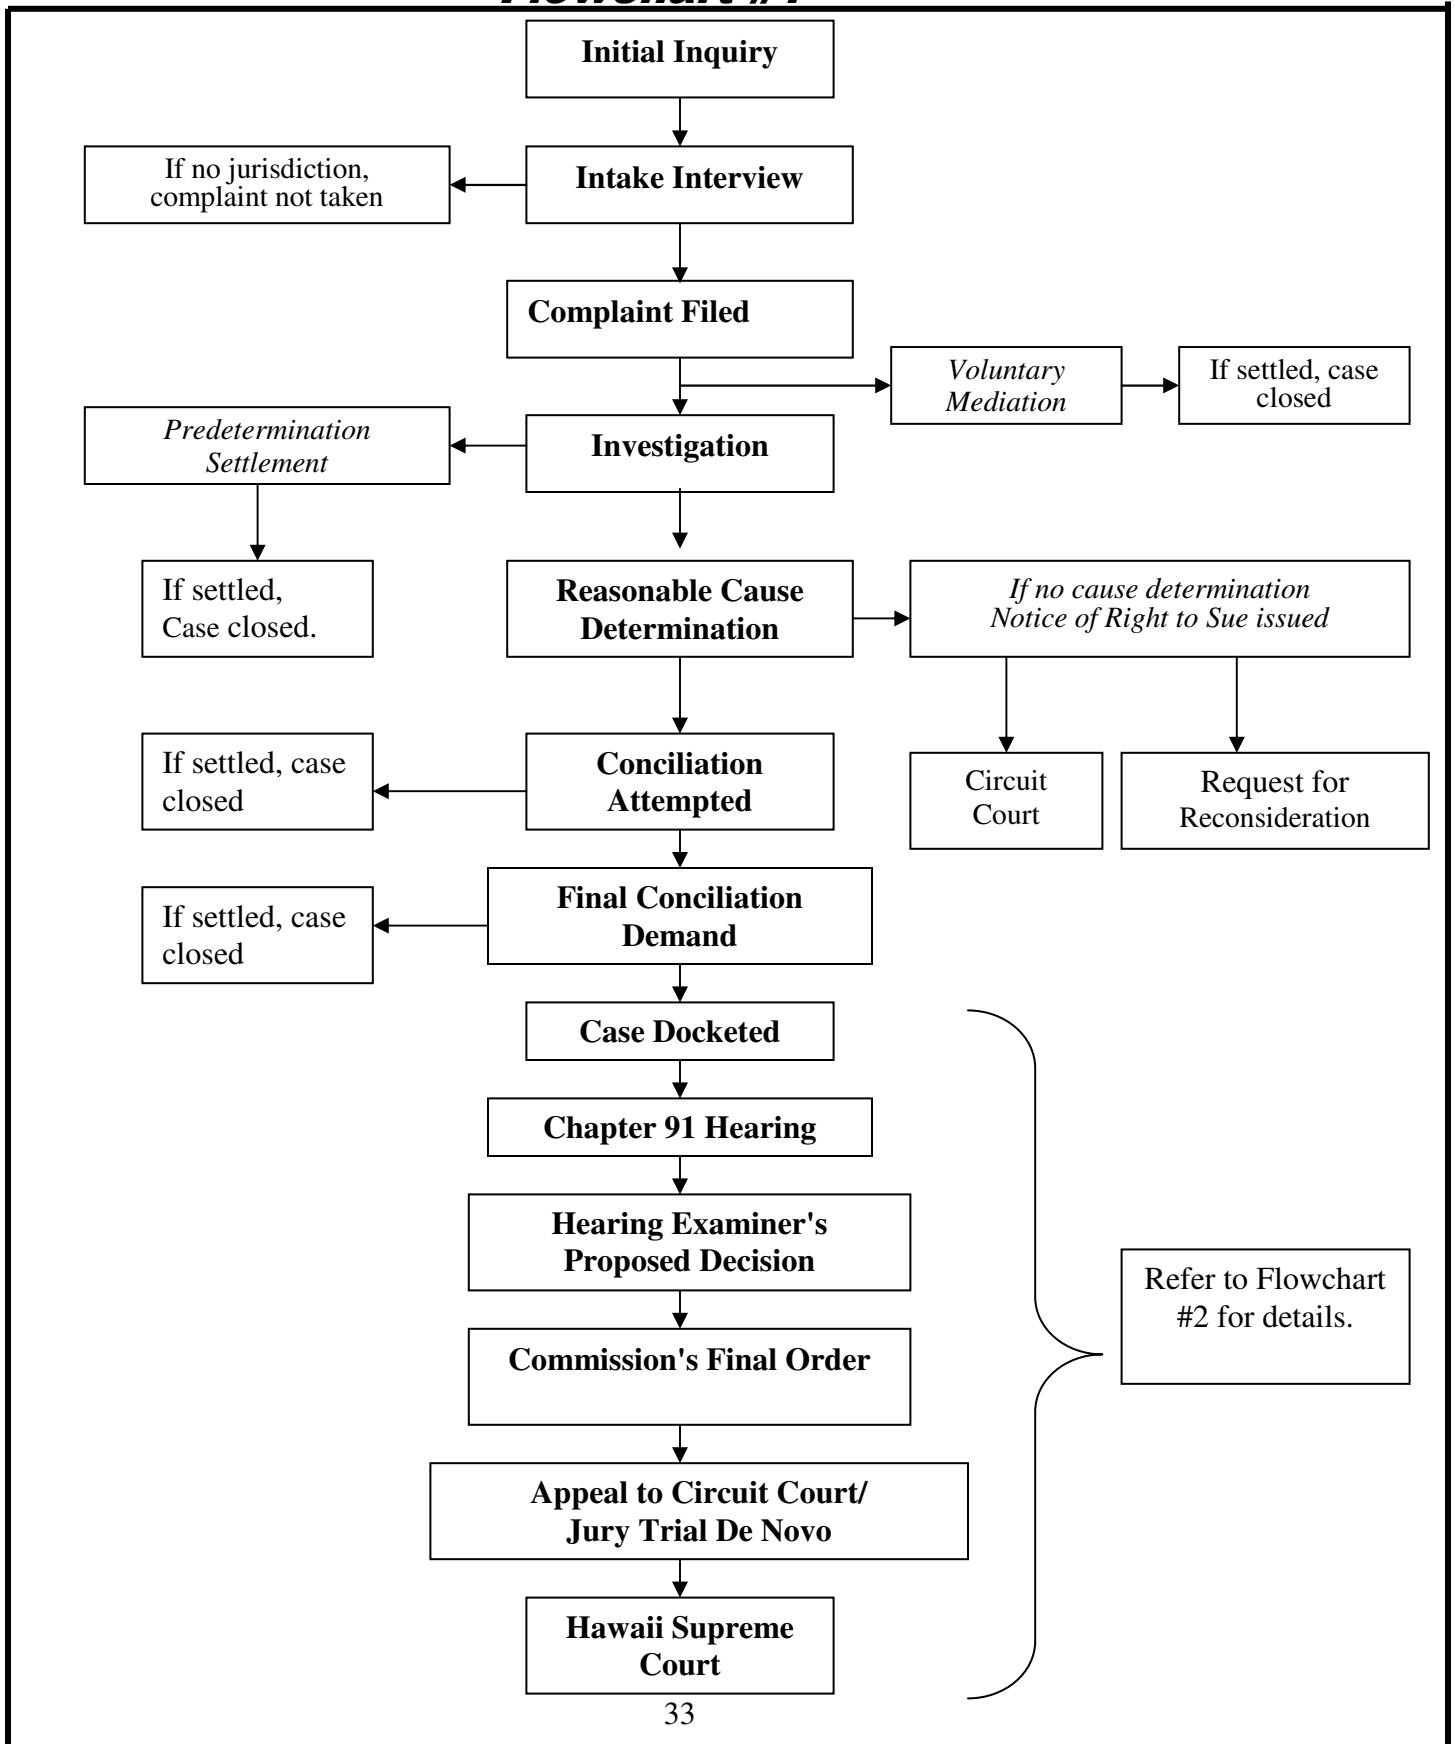 Initial Inquiry
If no jurisdiction,
complaint not taken
Intake Interview
Complaint Filed
Voluntary
Mediation
If settled, case
closed
Predetermination
Settlement
Investigation
If settled,
Case closed.
Reasonable Cause
Determination
If no cause determination
Notice of Right to Sue issued
If settled, case
closed
Conciliation
Attempted
Circuit
Court
Request for
Reconsideration
If settled, case
closed
Final Conciliation
Demand
Case Docketed
Chapter 91 Hearing
Hearing Examiner's
Proposed Decision
Refer to Flowchart
#2 for details.
Commission's Final Order
Appeal to Circuit Court/
Jury Trial De Novo
Hawaii Supreme
Court
33